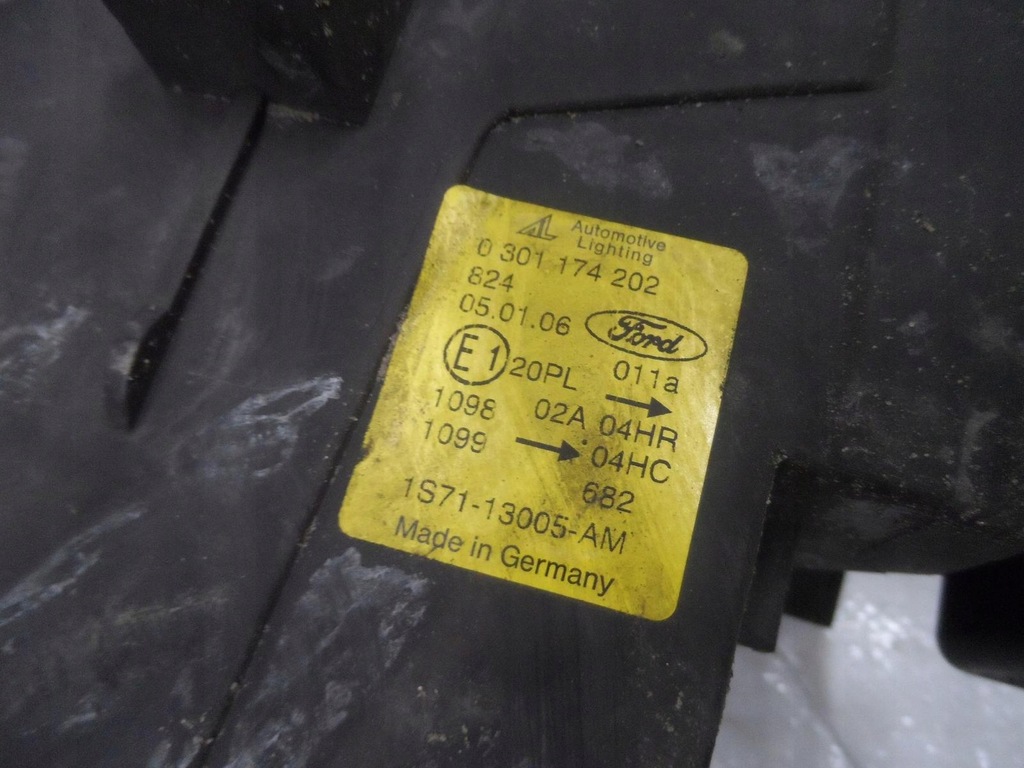 AL Automotive
Lighting
0 301 174 202
824
05.01.06 Ford
E1 20PL 011a
1098 02A 04HR
1099 04HC
682
1S71-13005-AM
Made in Germany